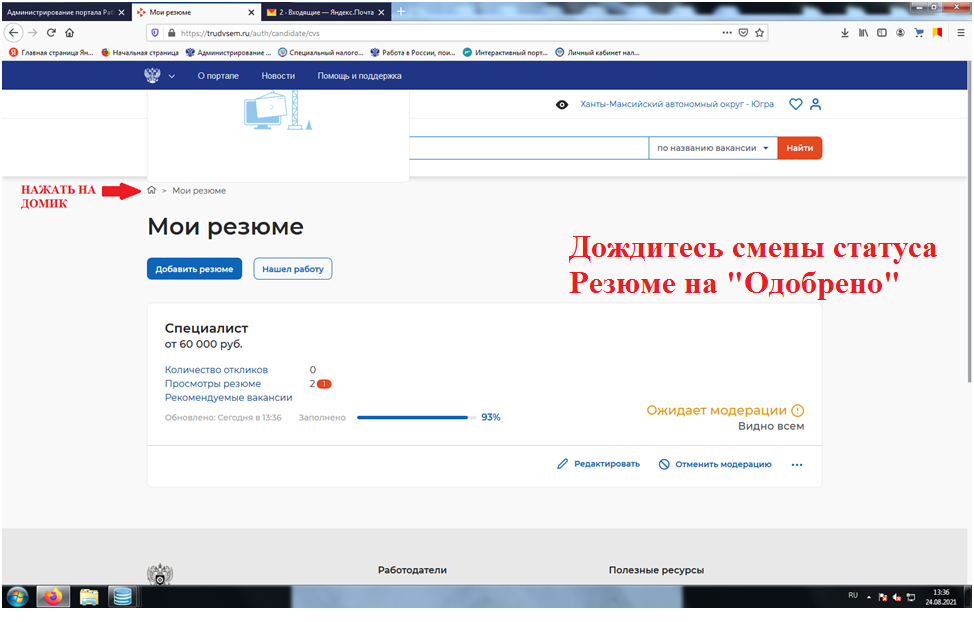 Администрирование портала Раб
Мои резюме
2 - Входящие — Яндекс.Почта
https://trudvsem.ru/auth/candidate/cvs
Главная страница Ян...
Начальная страница
Администрирование ...
Специальный налого...
Работа в России, пои...
Интерактивный порт...
Личный кабинет нал...
О портале
Новости
Помощь и поддержка
Ханты-Мансийский автономный округ - Югра
по названию вакансии
Найти
НАЖАТЬ НА
ДОМИК
> Мои резюме
Мои резюме
Добавить резюме
Нашел работу
Дождитесь смены статуса
Резюме на "Одобрено"
Специалист
от 60 000 руб.
Количество откликов 0
Просмотры резюме 2 1
Рекомендуемые вакансии
Обновлено: Сегодня в 13:36 Заполнено 93%
Ожидает модерации
Видно всем
Редактировать
Отменить модерацию
Работодатели
Полезные ресурсы
RU
13:36
24.08.2021